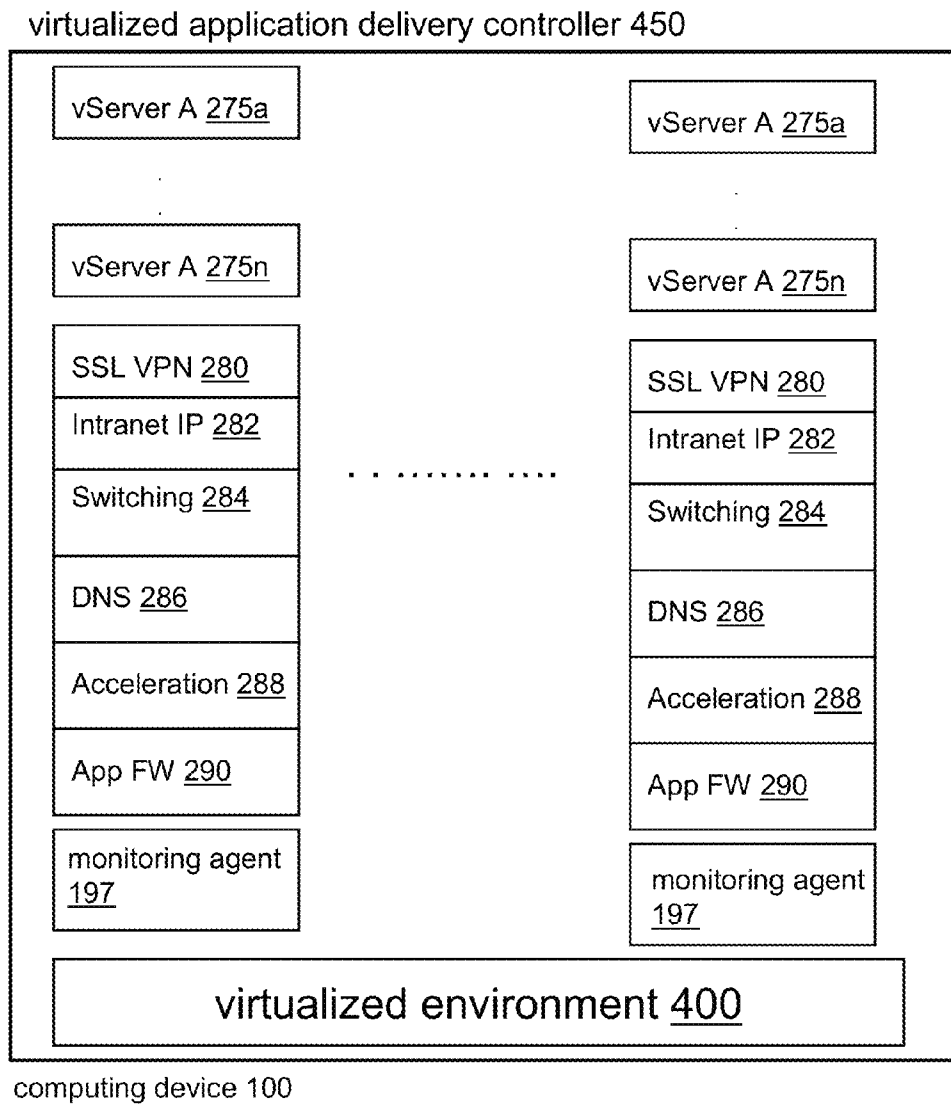 virtualized application delivery controller 450
vServer A 275a
vServer A 275n
SSL VPN 280
Intranet IP 282
Switching 284
DNS 286
Acceleration 288
App FW 290
monitoring agent
197
vServer A 275a
vServer A 275n
SSL VPN 280
Intranet IP 282
Switching 284
DNS 286
Acceleration 288
App FW 290
monitoring agent
197
virtualized environment 400
computing device 100